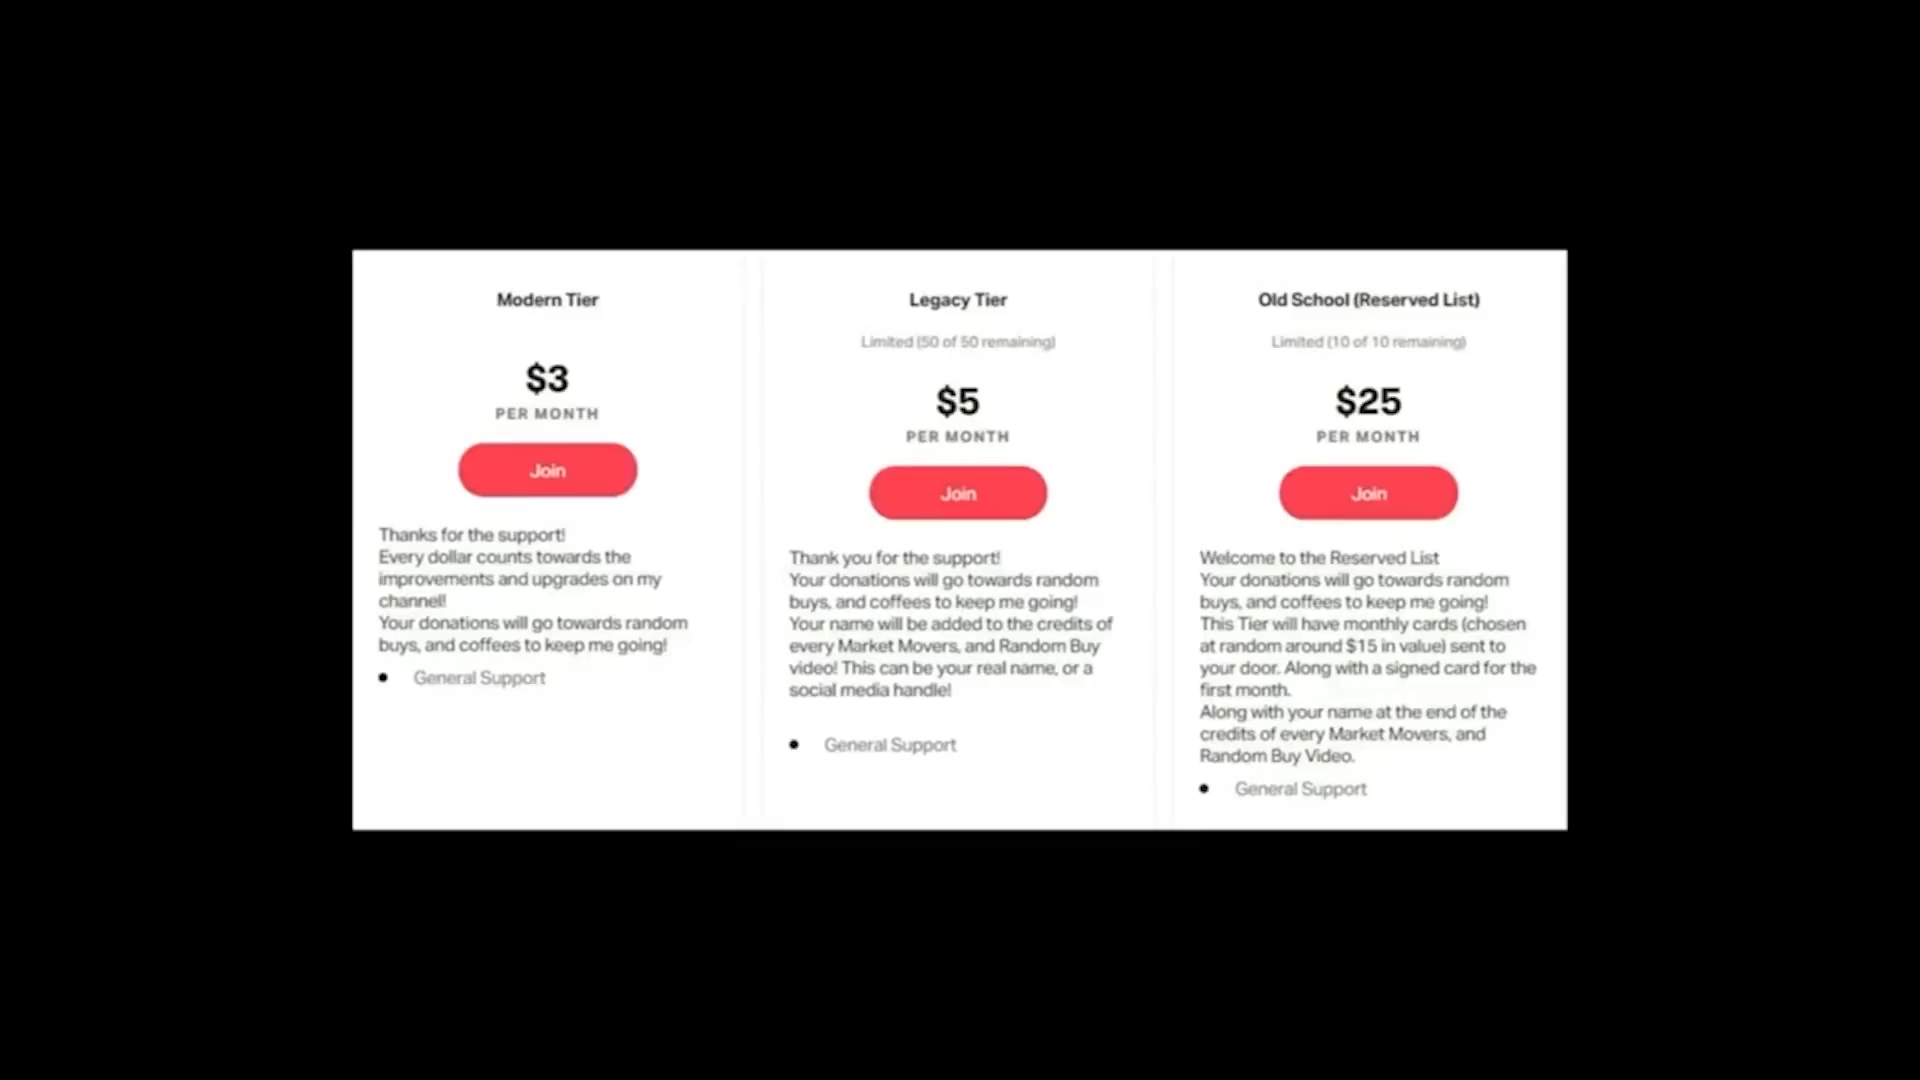 Modern Tier
$3
PER MONTH
Join
Thanks for the support!
Every dollar counts towards the
improvements and upgrades on my
channel!
Your donations will go towards random
buys, and coffees to keep me going!
General Support
Legacy Tier
Limited (50 of 50 remaining)
$5
PER MONTH
Join
Thank you for the support!
Your donations will go towards random
buys, and coffees to keep me going!
Your name will be added to the credits of
every Market Movers, and Random Buy
video! This can be your real name, or a
social media handle!
General Support
Old School (Reserved List)
Limited (10 of 10 remaining)
$25
PER MONTH
Join
Welcome to the Reserved List
Your donations will go towards random
buys, and coffees to keep me going!
This Tier will have monthly cards (chosen
at random around $15 in value) sent to
your door. Along with a signed card for the
first month.
Along with your name at the end of the
credits of every Market Movers, and
Random Buy Video.
General Support